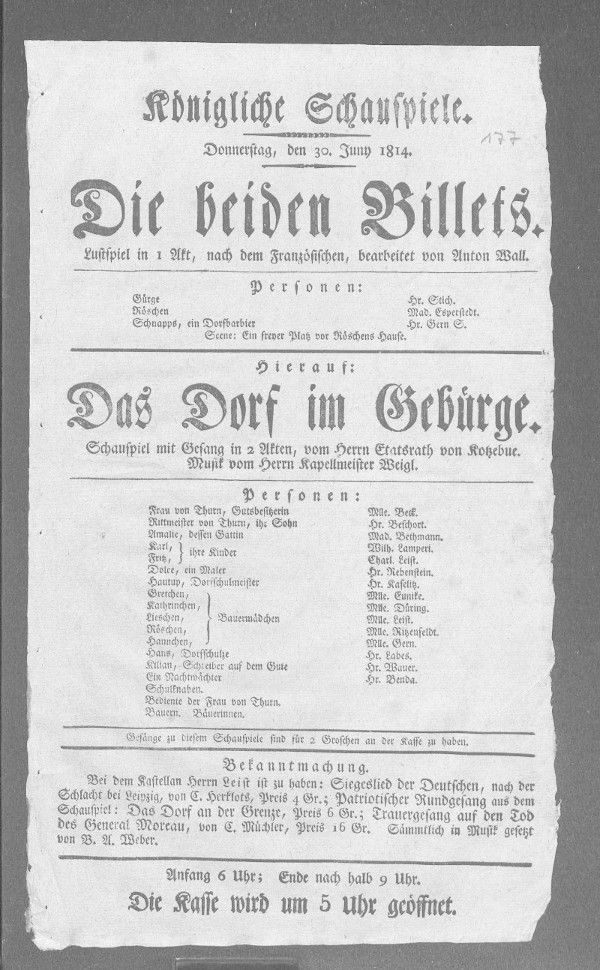 Königliche Schauspiele.
177
Donnerstag, den 30. Juny 1814.
Die beiden Billets.
Lustspiel in 1 Akt, nach dem Französischen, bearbeitet von Anton Wall.
Personen:
Gürge Hr. Stich.
Röschen Mad. Esperstedt.
Schnapps, ein Dorfbarbier Hr. Gern S.
Scene: Ein freyer Platz vor Röschens Hause.
Hierauf:
Das Dorf im Gebürge.
Schauspiel mit Gesang in 2 Akten, vom Herrn Etatsrath von Kotzebue.
Musik vom Herrn Kapellmeister Weigl.
Personen:
Frau von Thurn, Gutsbesitzerin Mlle. Beck.
Rittmeister von Thurn, ihr Sohn Hr. Beschort.
Amalie, dessen Gattin Mad. Bethmann.
Karl, Wilh. Lamperi.
Fritz, } ihre Kinder Charl. Leist.
Dolce, ein Maler Hr. Rebenstein.
Hautup, Dorfschulmeister Hr. Kaselitz.
Gretchen, Mlle. Eunike.
Kathrinchen, Mlle. Düring.
Lieschen, } Bauermädchen Mlle. Leist.
Röschen, Mlle. Ritzenfeldt.
Hannchen, Mlle. Gern.
Hans, Dorfschulze Hr. Labes.
Kilian, Schreiber auf dem Gute Hr. Wauer.
Ein Nachtwächter Hr. Benda.
Schulknaben.
Bediente der Frau von Thurn.
Bauern. Bäuerinnen.
Gesänge zu diesem Schauspiele sind für 2 Groschen an der Kasse zu haben.
Bekanntmachung.
Bei dem Kastellan Herrn Leist ist zu haben: Siegeslied der Deutschen, nach der
Schlacht bei Leipzig, von C. Herklots, Preis 4 Gr.; Patriotischer Rundgesang aus dem
Schauspiel: Das Dorf an der Grenze, Preis 6 Gr.; Trauergesang auf den Tod
des General Moreau, von C. Müchler, Preis 16 Gr. Sämmtlich in Musik gesetzt
von B. A. Weber.
Anfang 6 Uhr; Ende nach halb 9 Uhr.
Die Kasse wird um 5 Uhr geöffnet.